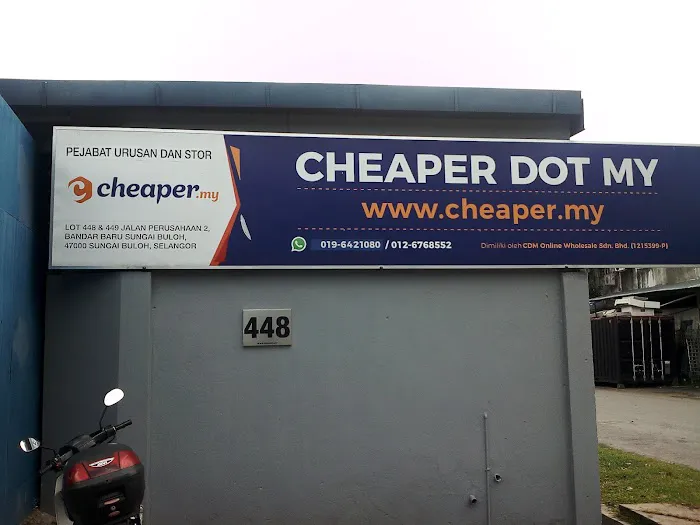 PEJABAT URUSAN DAN STOR
cheaper.my
LOT 448 & 449 JALAN PERUSAHAAN 2,
BANDAR BARU SUNGAI BULOH,
47000 SUNGAI BULOH, SELANGOR
CHEAPER DOT MY
www.cheaper.my
019-6421080 / 012-6768552
Dimiliki oleh CDM Online Wholesale Sdn. Bhd. (1215399-P)
448